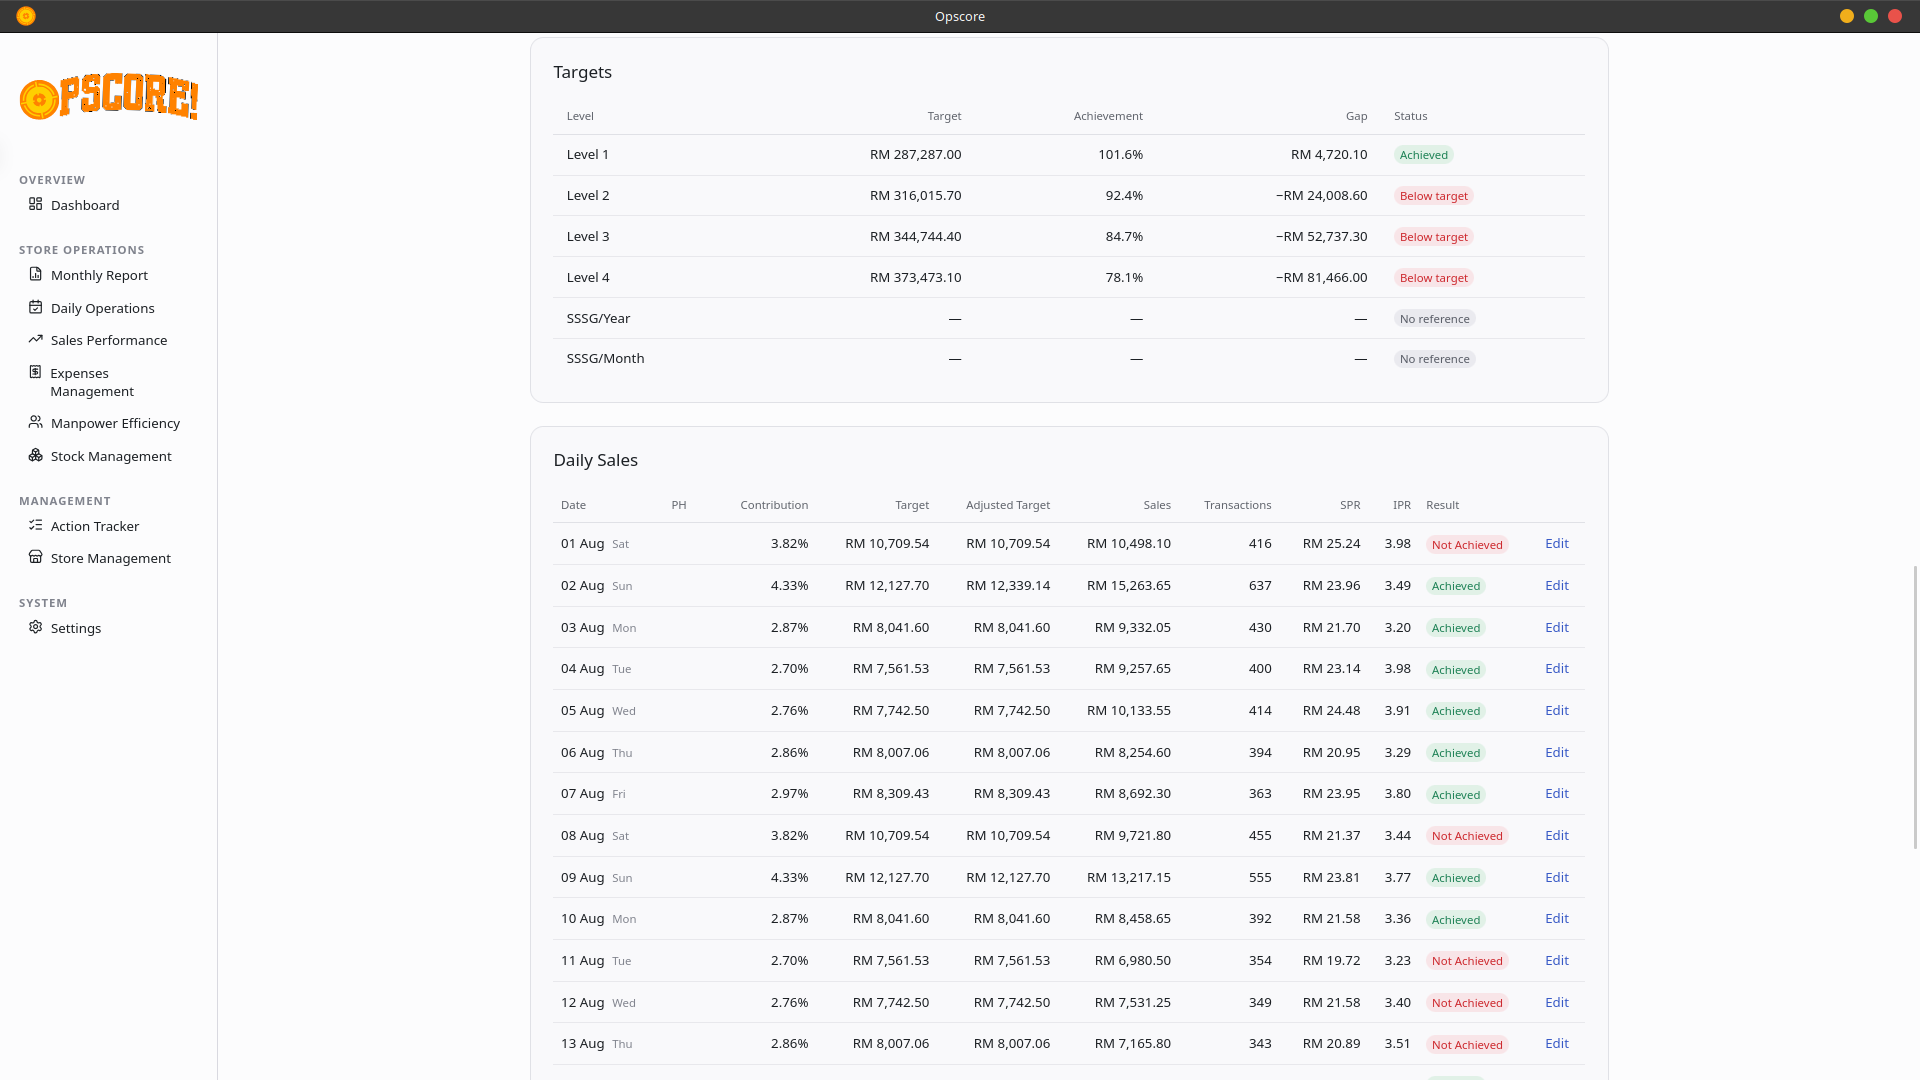 Opscore
OPSCORE!
OVERVIEW
Dashboard
STORE OPERATIONS
Monthly Report
Daily Operations
Sales Performance
Expenses
Management
Manpower Efficiency
Stock Management
MANAGEMENT
Action Tracker
Store Management
SYSTEM
Settings
Targets
Level Target Achievement Gap Status
Level 1 RM 287,287.00 101.6% RM 4,720.10 Achieved
Level 2 RM 316,015.70 92.4% −RM 24,008.60 Below target
Level 3 RM 344,744.40 84.7% −RM 52,737.30 Below target
Level 4 RM 373,473.10 78.1% −RM 81,466.00 Below target
SSSG/Year — — — No reference
SSSG/Month — — — No reference
Daily Sales
Date PH Contribution Target Adjusted Target Sales Transactions SPR IPR Result
01 Aug Sat 3.82% RM 10,709.54 RM 10,709.54 RM 10,498.10 416 RM 25.24 3.98 Not Achieved Edit
02 Aug Sun 4.33% RM 12,127.70 RM 12,339.14 RM 15,263.65 637 RM 23.96 3.49 Achieved Edit
03 Aug Mon 2.87% RM 8,041.60 RM 8,041.60 RM 9,332.05 430 RM 21.70 3.20 Achieved Edit
04 Aug Tue 2.70% RM 7,561.53 RM 7,561.53 RM 9,257.65 400 RM 23.14 3.98 Achieved Edit
05 Aug Wed 2.76% RM 7,742.50 RM 7,742.50 RM 10,133.55 414 RM 24.48 3.91 Achieved Edit
06 Aug Thu 2.86% RM 8,007.06 RM 8,007.06 RM 8,254.60 394 RM 20.95 3.29 Achieved Edit
07 Aug Fri 2.97% RM 8,309.43 RM 8,309.43 RM 8,692.30 363 RM 23.95 3.80 Achieved Edit
08 Aug Sat 3.82% RM 10,709.54 RM 10,709.54 RM 9,721.80 455 RM 21.37 3.44 Not Achieved Edit
09 Aug Sun 4.33% RM 12,127.70 RM 12,127.70 RM 13,217.15 555 RM 23.81 3.77 Achieved Edit
10 Aug Mon 2.87% RM 8,041.60 RM 8,041.60 RM 8,458.65 392 RM 21.58 3.36 Achieved Edit
11 Aug Tue 2.70% RM 7,561.53 RM 7,561.53 RM 6,980.50 354 RM 19.72 3.23 Not Achieved Edit
12 Aug Wed 2.76% RM 7,742.50 RM 7,742.50 RM 7,531.25 349 RM 21.58 3.40 Not Achieved Edit
13 Aug Thu 2.86% RM 8,007.06 RM 8,007.06 RM 7,165.80 343 RM 20.89 3.51 Not Achieved Edit